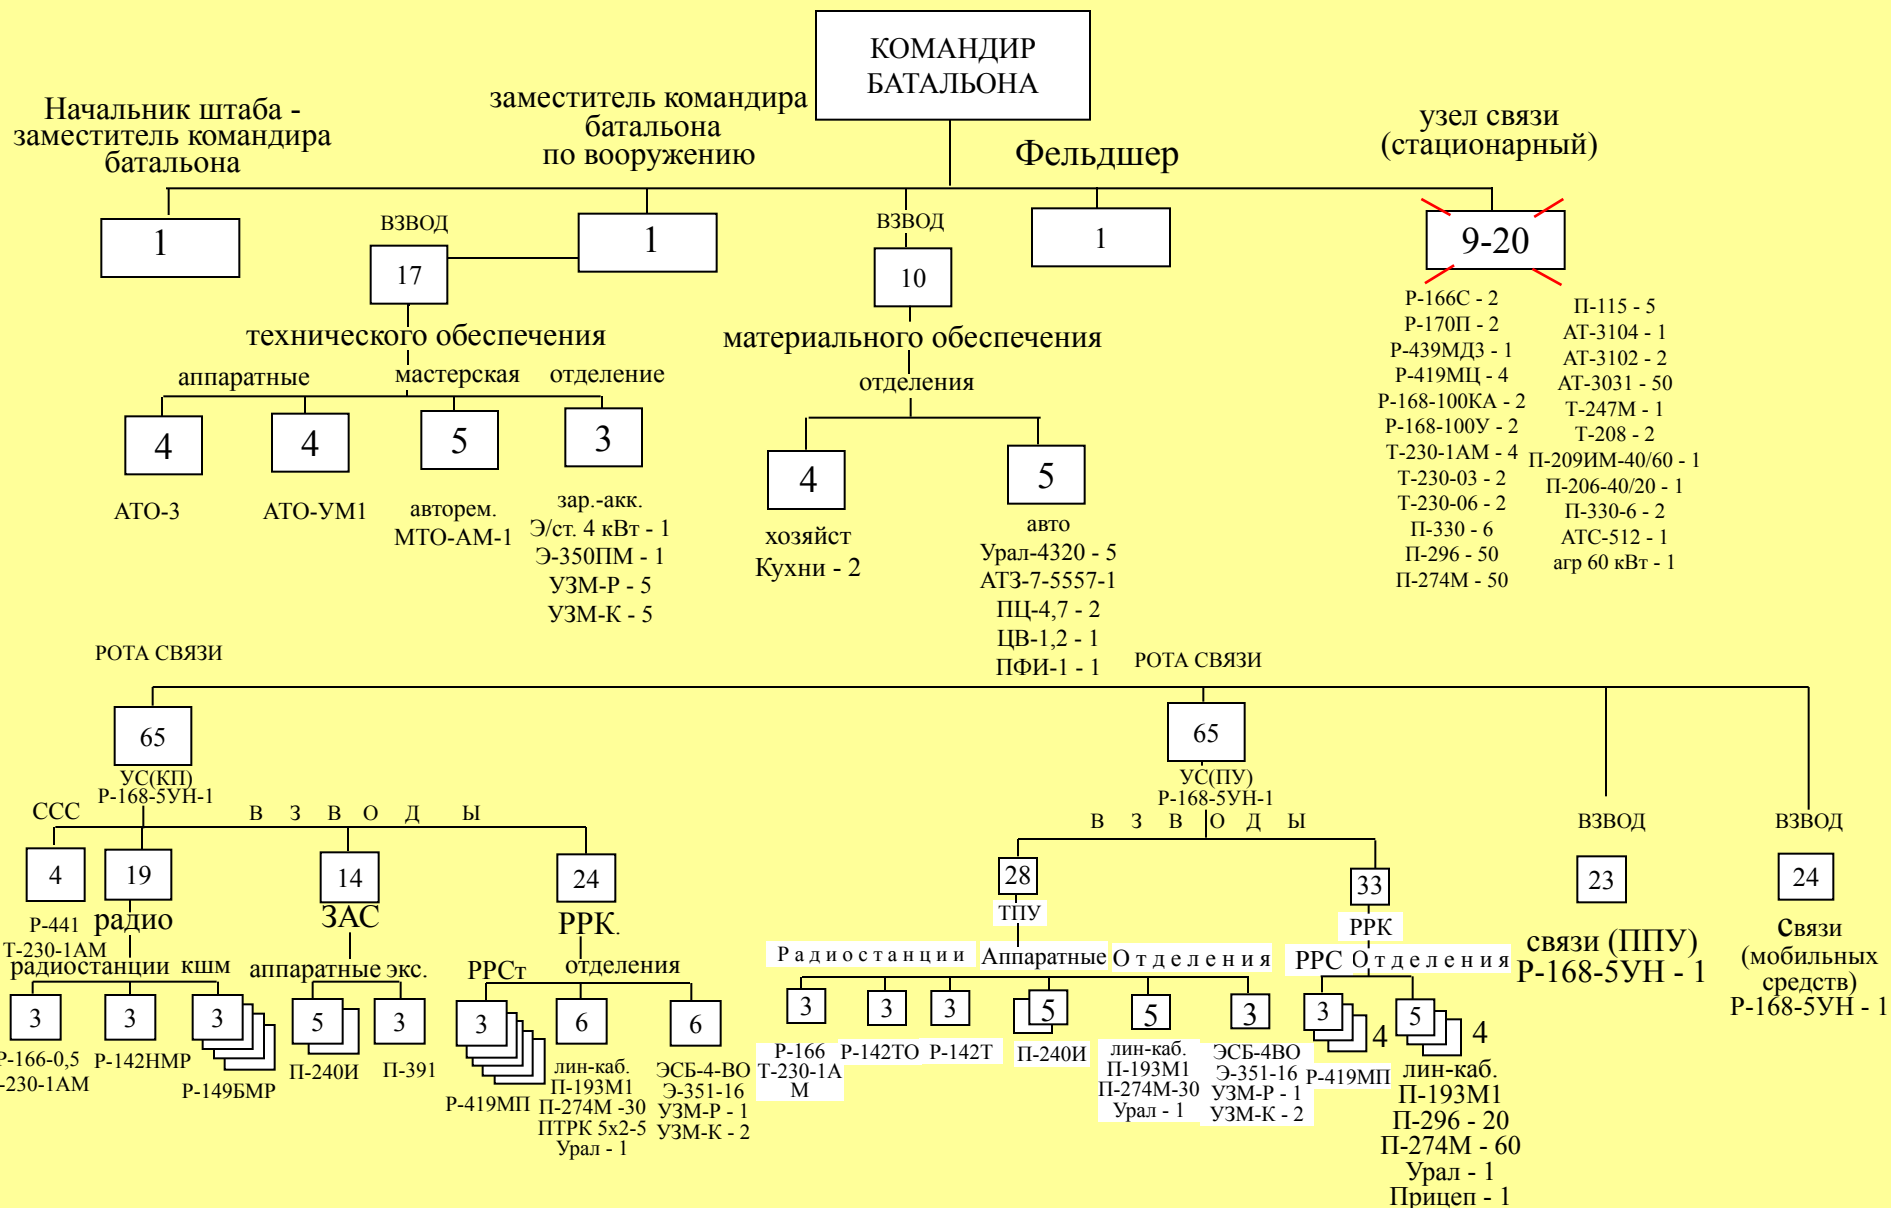 КОМАНДИР
БАТАЛЬОНА
Начальник штаба -
заместитель командира
батальона
заместитель командира
батальона
по вооружению
Фельдшер
узел связи
(стационарный)
1
ВЗВОД
17
1
ВЗВОД
10
1
9-20
технического обеспечения
аппаратные
мастерская
отделение
4
4
5
3
АТО-3
АТО-УМ1
авторем.
МТО-АМ-1
зар.-акк.
Э/ст. 4 кВт - 1
Э-350ПМ - 1
УЗМ-Р - 5
УЗМ-К - 5
материального обеспечения
отделения
4
5
хозяйст
Кухни - 2
авто
Урал-4320 - 5
АТЗ-7-5557-1
ПЦ-4,7 - 2
ЦВ-1,2 - 1
ПФИ-1 - 1
Р-166С - 2
Р-170П - 2
Р-439МДЗ - 1
Р-419МЦ - 4
Р-168-100КА - 2
Р-168-100У - 2
Т-230-1АМ - 4
Т-230-03 - 2
Т-230-06 - 2
П-330 - 6
П-296 - 50
П-274М - 50
П-115 - 5
АТ-3104 - 1
АТ-3102 - 2
АТ-3031 - 50
Т-247М - 1
Т-208 - 2
П-209ИМ-40/60 - 1
П-206-40/20 - 1
П-330-6 - 2
АТС-512 - 1
агр 60 кВт - 1
РОТА СВЯЗИ
65
УС(КП)
Р-168-5УН-1
ССС
В З В О Д Ы
4
19
14
24
Р-441
Т-230-1АМ
радио
ЗАС
РРК.
радиостанции кшм
аппаратные экс.
РРСт
отделения
3
3
3
5
3
3
6
6
Р-166-0,5
-230-1АМ
Р-142НМР
Р-149БМР
П-240И
П-391
Р-419МП
лин-каб.
П-193М1
П-274М -30
ПТРК 5х2-5
Урал - 1
ЭСБ-4-ВО
Э-351-16
УЗМ-Р - 1
УЗМ-К - 2
РОТА СВЯЗИ
65
УС(ПУ)
Р-168-5УН-1
В З В О Д Ы
28
33
ТПУ
РРК
Радиостанции
Аппаратные
Отделения
РРС Отделения
3
3
3
5
5
3
3
4
5
4
Р-166
Т-230-1А
М
Р-142ТО
Р-142Т
П-240И
лин-каб.
П-193М1
П-274М-30
Урал - 1
ЭСБ-4ВО
Э-351-16
УЗМ-Р - 1
УЗМ-К - 2
Р-419МП
лин-каб.
П-193М1
П-296 - 20
П-274М - 60
Урал - 1
Прицеп - 1
ВЗВОД
23
связи (ППУ)
Р-168-5УН - 1
ВЗВОД
24
Связи
(мобильных
средств)
Р-168-5УН - 1